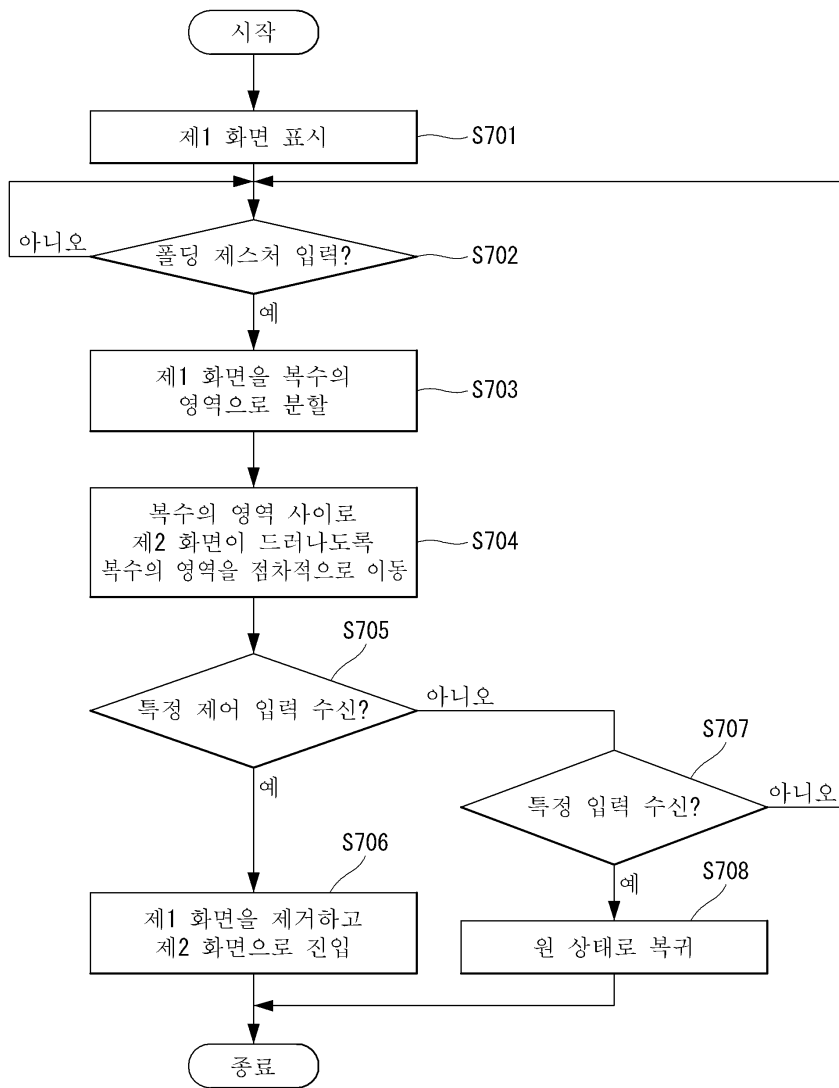 시작
제1 화면 표시
S701
아니오
폴딩 제스처 입력?
S702
예
제1 화면을 복수의
영역으로 분할
S703
복수의 영역 사이로
제2 화면이 드러나도록
복수의 영역을 점차적으로 이동
S704
S705
특정 제어 입력 수신?
아니오
예
S707
특정 입력 수신?
아니오
예
S706
제1 화면을 제거하고
제2 화면으로 진입
S708
원 상태로 복귀
종료